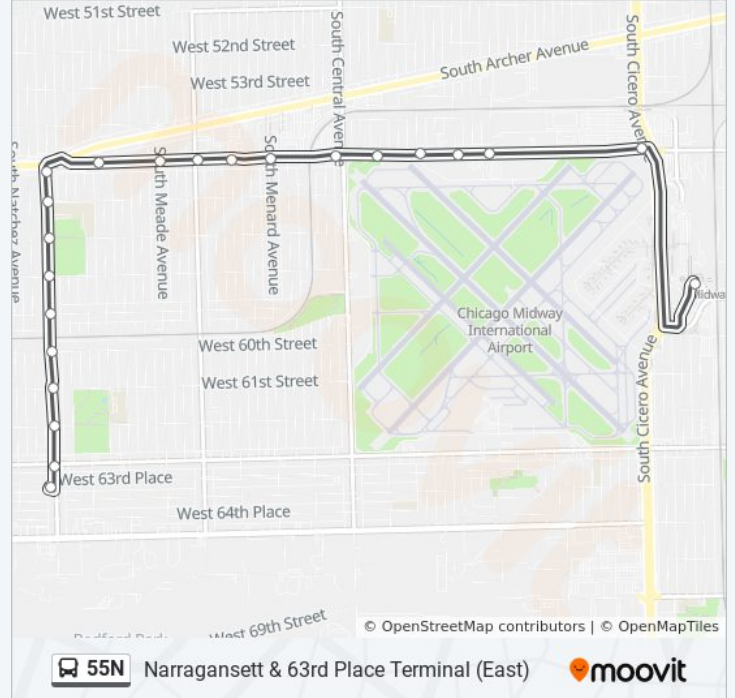 West 51st Street
West 52nd Street
West 53rd Street
South Archer Avenue
South Central Avenue
South Cicero Avenue
South Natchez Avenue
South Meade Avenue
South Menard Avenue
Chicago Midway
International
Airport
Midwa
West 60th Street
West 61st Street
South Cicero Avenue
West 63rd Place
West 64th Place
West 69th Street
Bedford Park
© OpenStreetMap contributors | © OpenMapTiles
55N Narragansett & 63rd Place Terminal (East) moovit